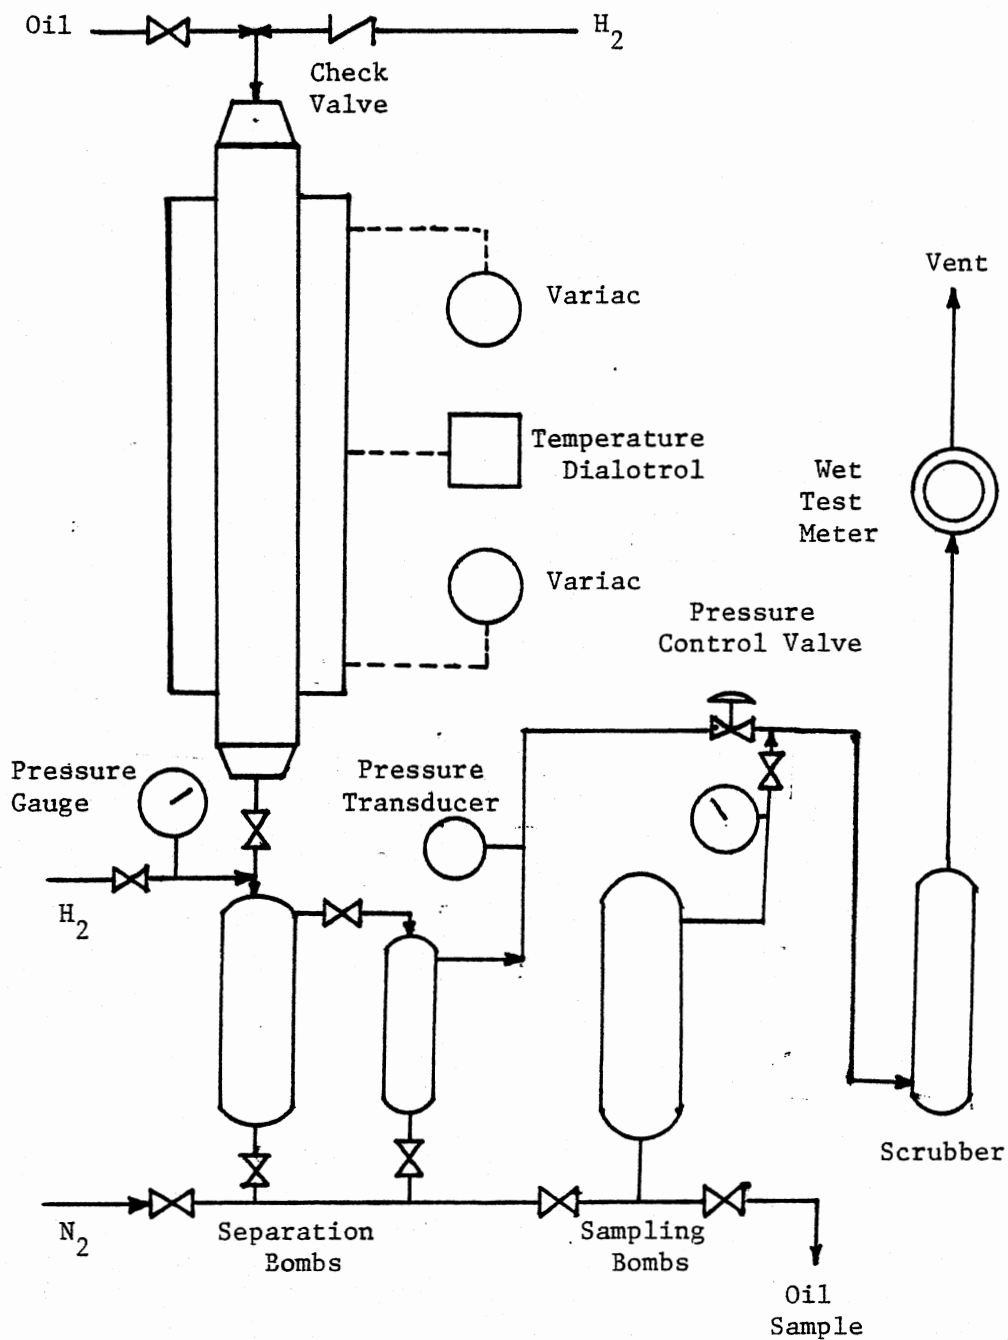 Oil
H2
Check
Valve
Variac
Vent
Temperature
Dialotrol
Wet
Test
Meter
Variac
Pressure
Control Valve
Pressure
Gauge
Pressure
Transducer
H2
Scrubber
N2
Separation
Bombs
Sampling
Bombs
Oil
Sample